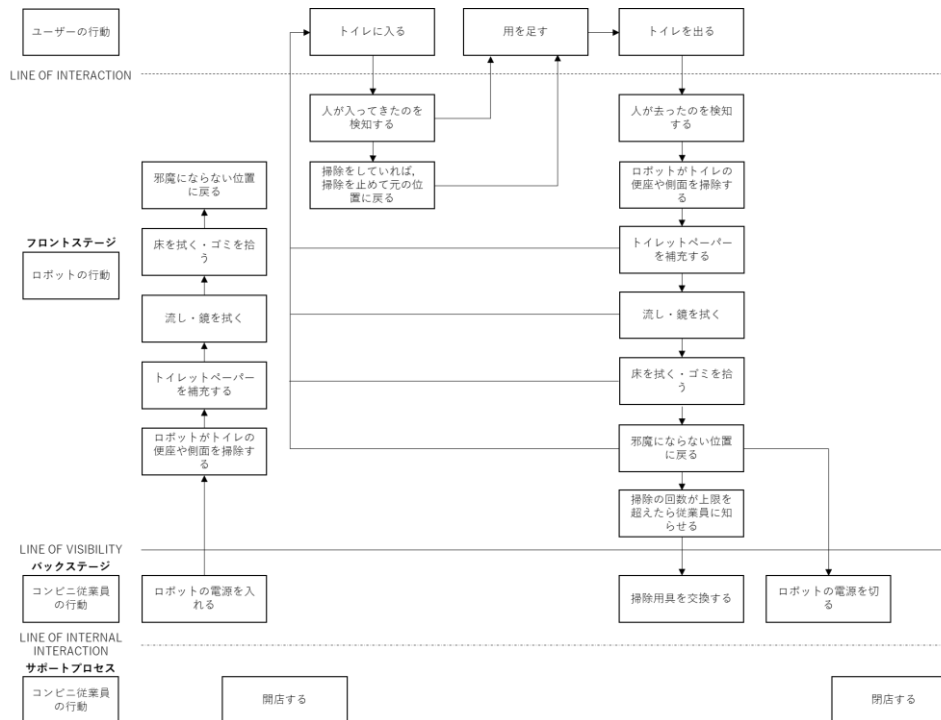 ユーザーの行動
トイレに入る
用を足す
トイレを出る
LINE OF INTERACTION
人が入ってきたのを
検知する
人が去ったのを検知
する
邪魔にならない位置
に戻る
掃除をしていれば,
掃除を止めて元の位
置に戻る
ロボットがトイレの
便座や側面を掃除す
る
フロントステージ
ロボットの行動
床を拭く・ゴミを拾
う
トイレットペーパー
を補充する
流し・鏡を拭く
流し・鏡を拭く
トイレットペーパー
を補充する
床を拭く・ゴミを拾
う
ロボットがトイレの
便座や側面を掃除す
る
邪魔にならない位置
に戻る
掃除の回数が上限を
超えたら従業員に知
らせる
LINE OF VISIBILITY
バックステージ
コンビニ従業員
の行動
ロボットの電源を入
れる
掃除用具を交換する
ロボットの電源を切
る
LINE OF INTERNAL
INTERACTION
サポートプロセス
コンビニ従業員
の行動
開店する
閉店する